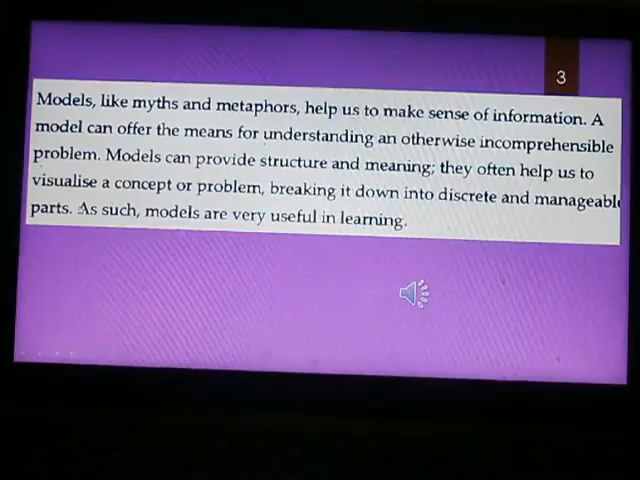 3
Models, like myths and metaphors, help us to make sense of information. A
model can offer the means for understanding an otherwise incomprehensible
problem. Models can provide structure and meaning; they often help us to
visualise a concept or problem, breaking it down into discrete and manageabl
parts. As such, models are very useful in learning.